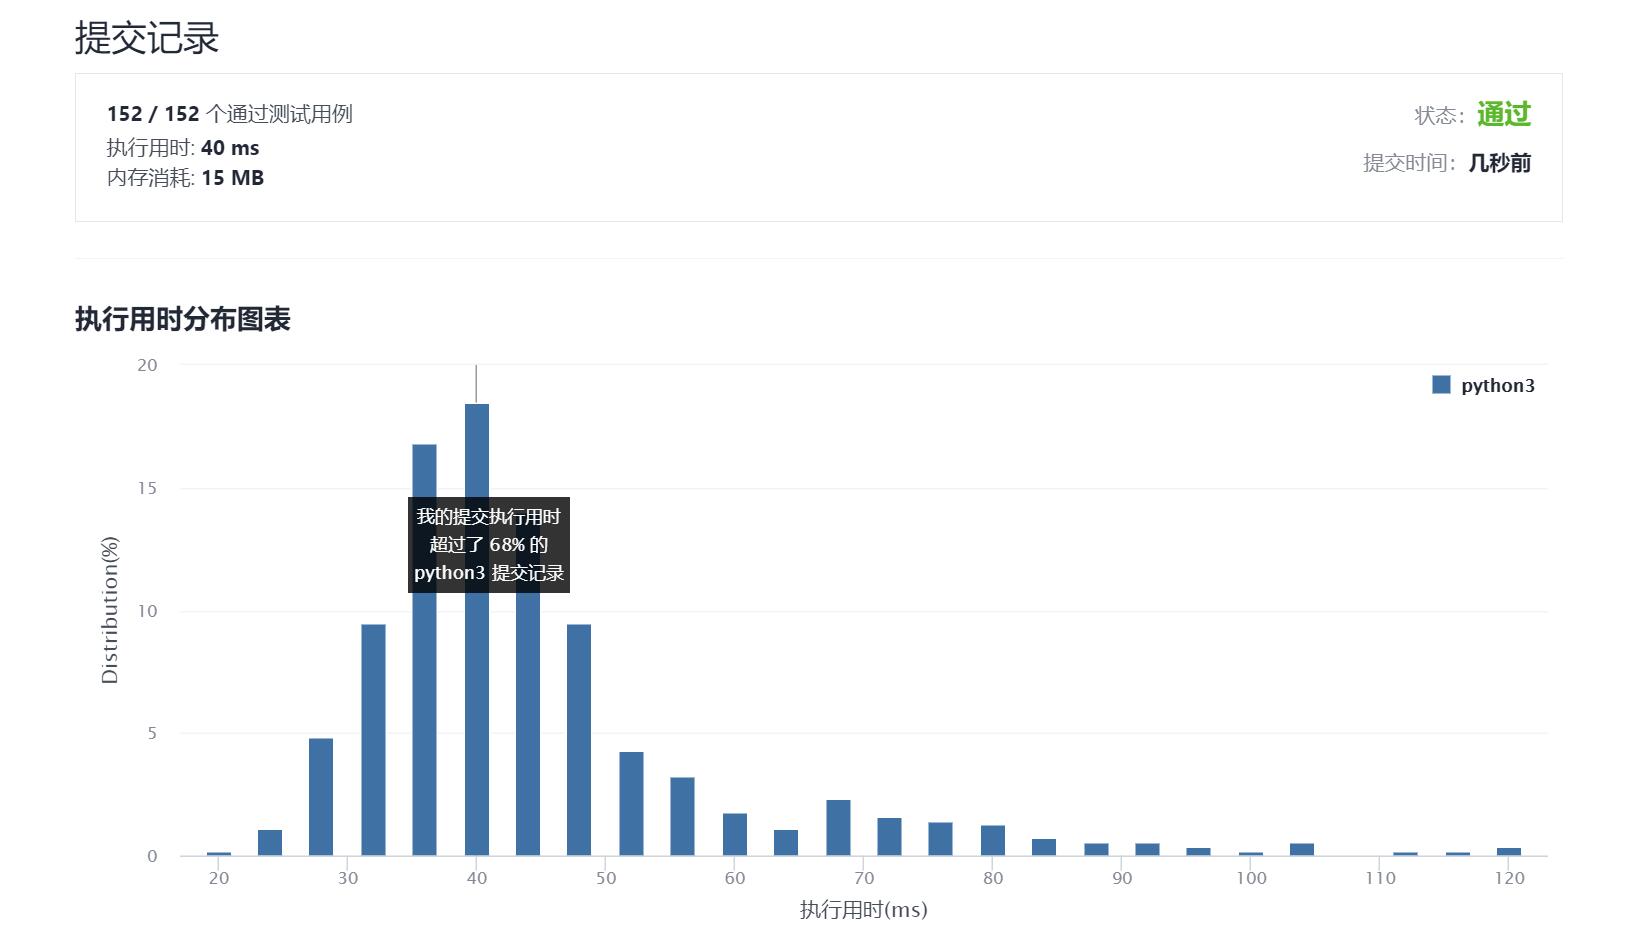 提交记录
152 / 152 个通过测试用例
状态：通过
执行用时: 40 ms
提交时间：几秒前
内存消耗: 15 MB
执行用时分布图表
20
15
10
5
0
Distribution(%)
python3
我的提交执行用时
超过了 68% 的
python3 提交记录
20 30 40 50 60 70 80 90 100 110 120
执行用时(ms)